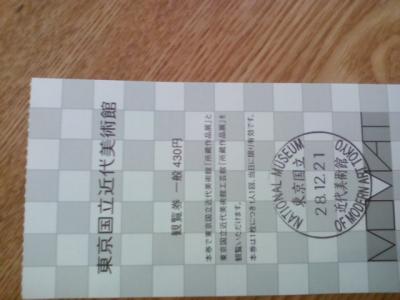 東京国立近代美術館
観覧券 一般 430円
本券で東京国立近代美術館「所蔵作品展」と
東京国立近代美術館工芸館「所蔵作品展」を
観覧いただけます。
本券は1枚につき1人1回、当日に限り有効です。
NATIONAL MUSEUM
東京国立
28.12.21
近代美術館
OF MODERN ART TOKYO
MOMAT